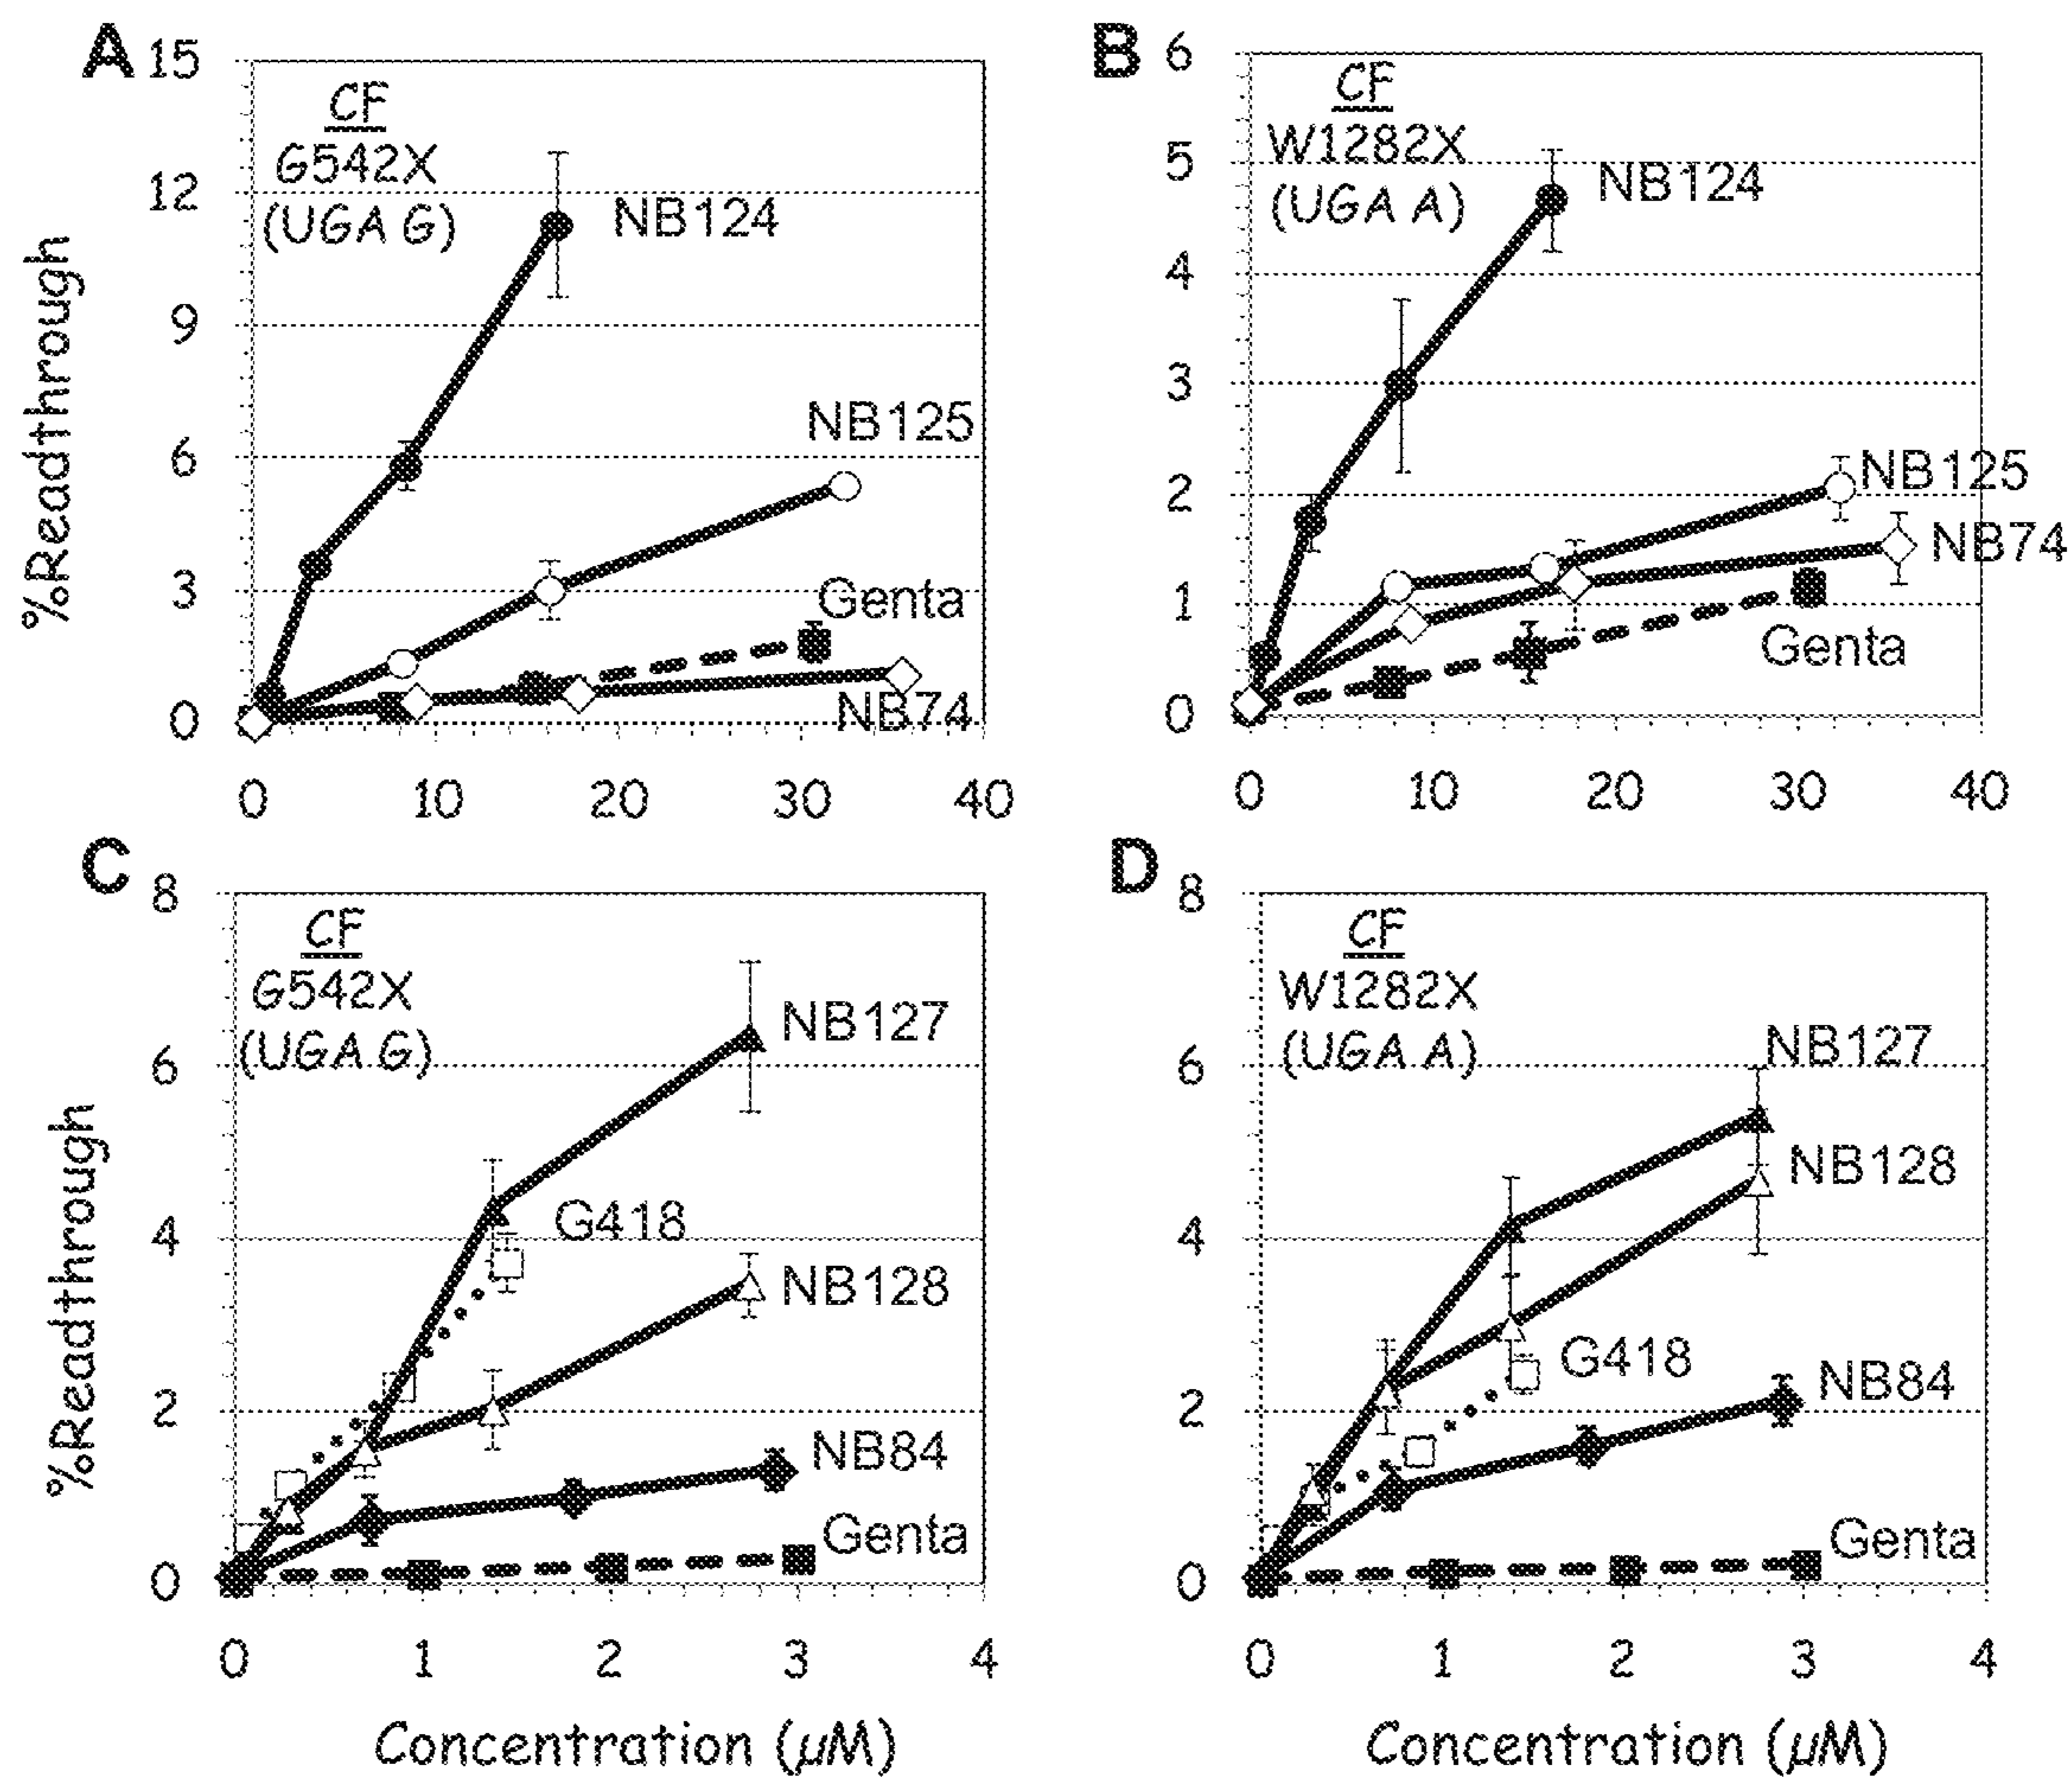 A
15
12
9
6
3
0
%Readthrough
CF
G542X
(UGA G)
NB124
NB125
Genta
NB74
0 10 20 30 40
B
6
5
4
3
2
1
0
CF
W1282X
(UGA A)
NB124
NB125
NB74
Genta
0 10 20 30 40
C
8
6
4
2
0
%Readthrough
CF
G542X
(UGA G)
NB127
G418
NB128
NB84
Genta
0 1 2 3 4
Concentration (µM)
D
8
6
4
2
0
CF
W1282X
(UGA A)
NB127
NB128
G418
NB84
Genta
0 1 2 3 4
Concentration (µM)